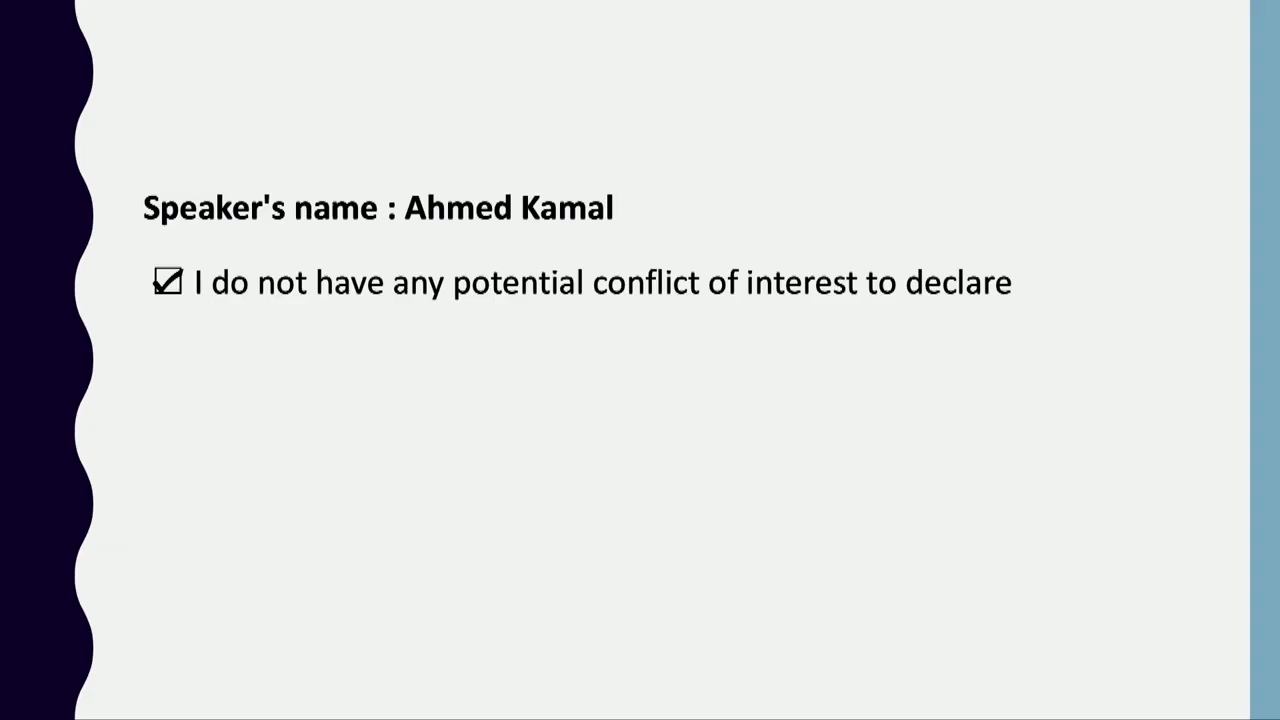 Speaker's name : Ahmed Kamal
☑ I do not have any potential conflict of interest to declare